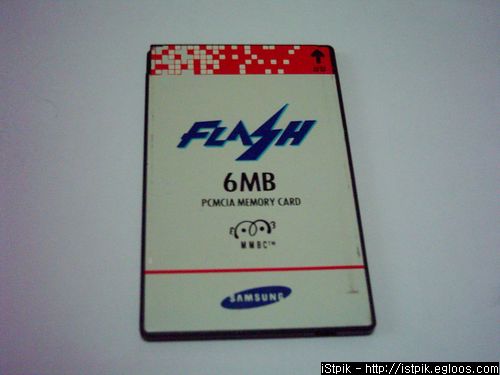 FLASH
6MB
PCMCIA MEMORY CARD
MMBC™
SAMSUNG
iStpik - http://istpik.egloos.com